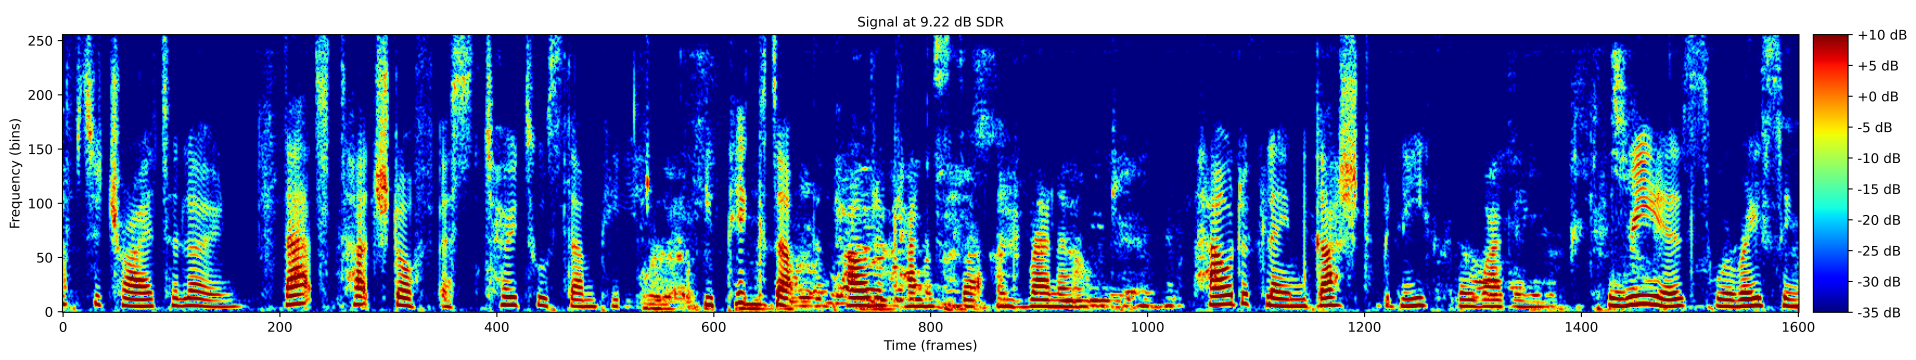 Signal at 9.22 dB SDR
Frequency (bins)
250
200
150
100
50
0
0 200 400 600 800 1000 1200 1400 1600
Time (frames)
+10 dB
+5 dB
+0 dB
-5 dB
-10 dB
-15 dB
-20 dB
-25 dB
-30 dB
-35 dB